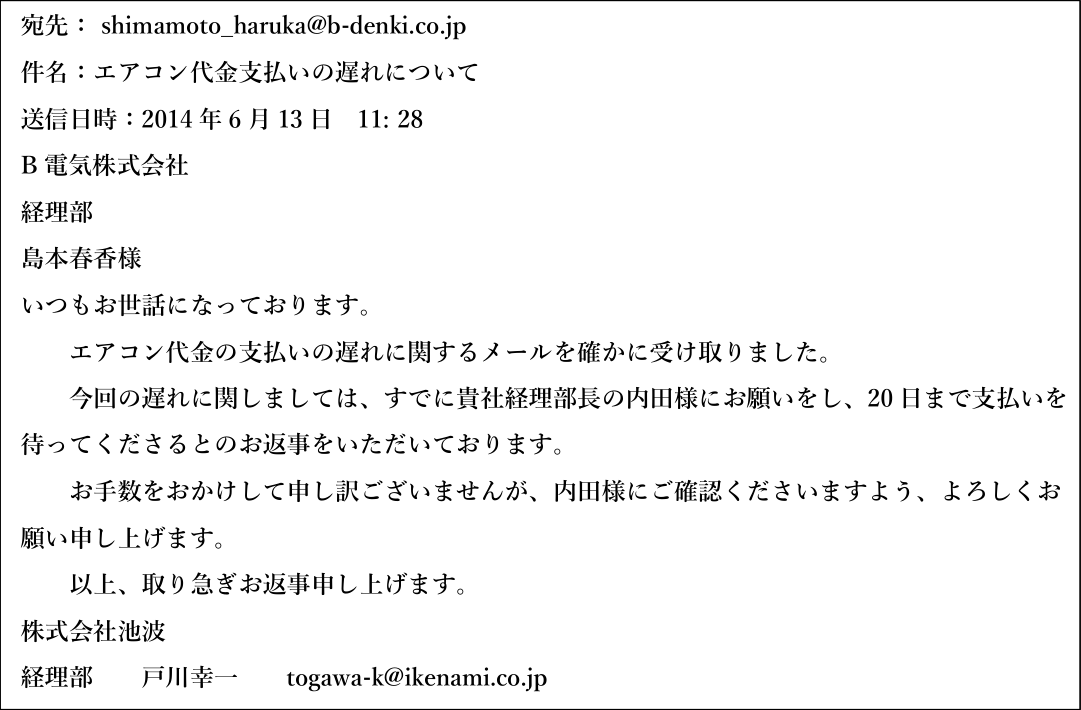 宛先： shimamoto_haruka@b-denki.co.jp
件名：エアコン代金支払いの遅れについて
送信日時：2014 年 6 月 13 日　11: 28
B 電気株式会社
経理部
島本春香様
いつもお世話になっております。
　　エアコン代金の支払いの遅れに関するメールを確かに受け取りました。
　　今回の遅れに関しましては、すでに貴社経理部長の内田様にお願いをし、20 日まで支払いを
待ってくださるとのお返事をいただいております。
　　お手数をおかけして申し訳ございませんが、内田様にご確認くださいますよう、よろしくお
願い申し上げます。
　　以上、取り急ぎお返事申し上げます。
株式会社池波
経理部　　戸川幸一　　togawa-k@ikenami.co.jp